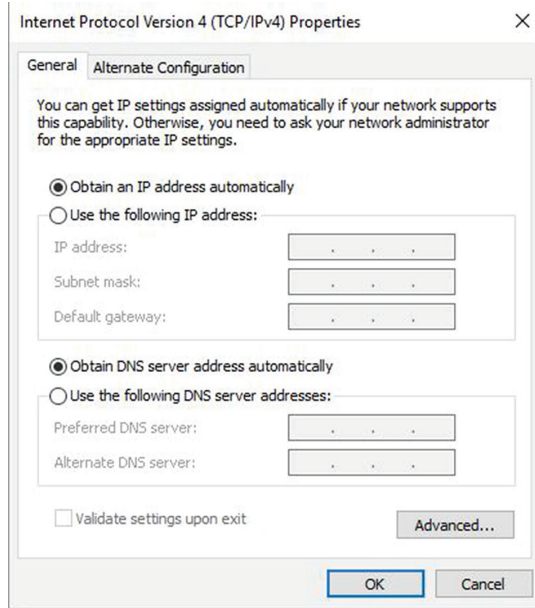 Internet Protocol Version 4 (TCP/IPv4) Properties
General
Alternate Configuration
You can get IP settings assigned automatically if your network supports
this capability. Otherwise, you need to ask your network administrator
for the appropriate IP settings.
Obtain an IP address automatically
Use the following IP address:
IP address:
Subnet mask:
Default gateway:
Obtain DNS server address automatically
Use the following DNS server addresses:
Preferred DNS server:
Alternate DNS server:
Validate settings upon exit
Advanced...
OK
Cancel